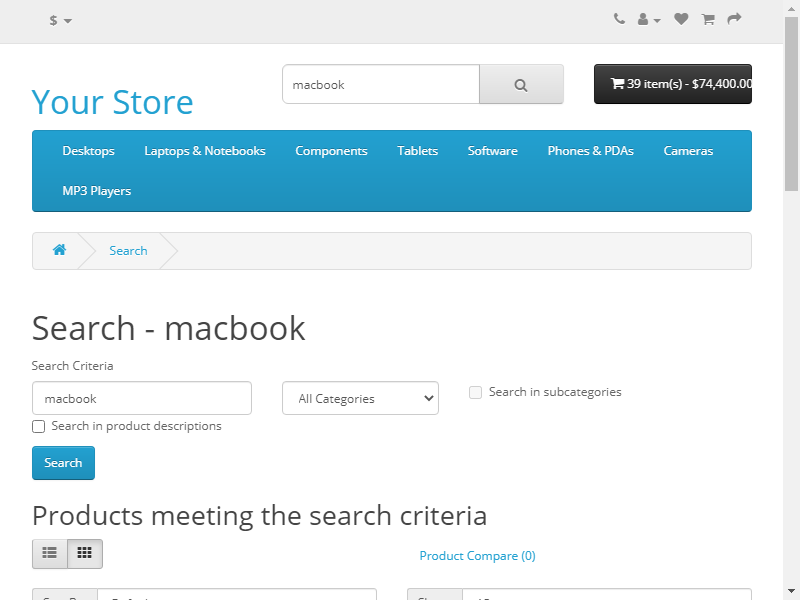 $
macbook
39 item(s) - $74,400.00
Your Store
Desktops Laptops & Notebooks Components Tablets Software Phones & PDAs Cameras
MP3 Players
Search
Search - macbook
Search Criteria
macbook All Categories Search in subcategories
Search in product descriptions
Search
Products meeting the search criteria
Product Compare (0)